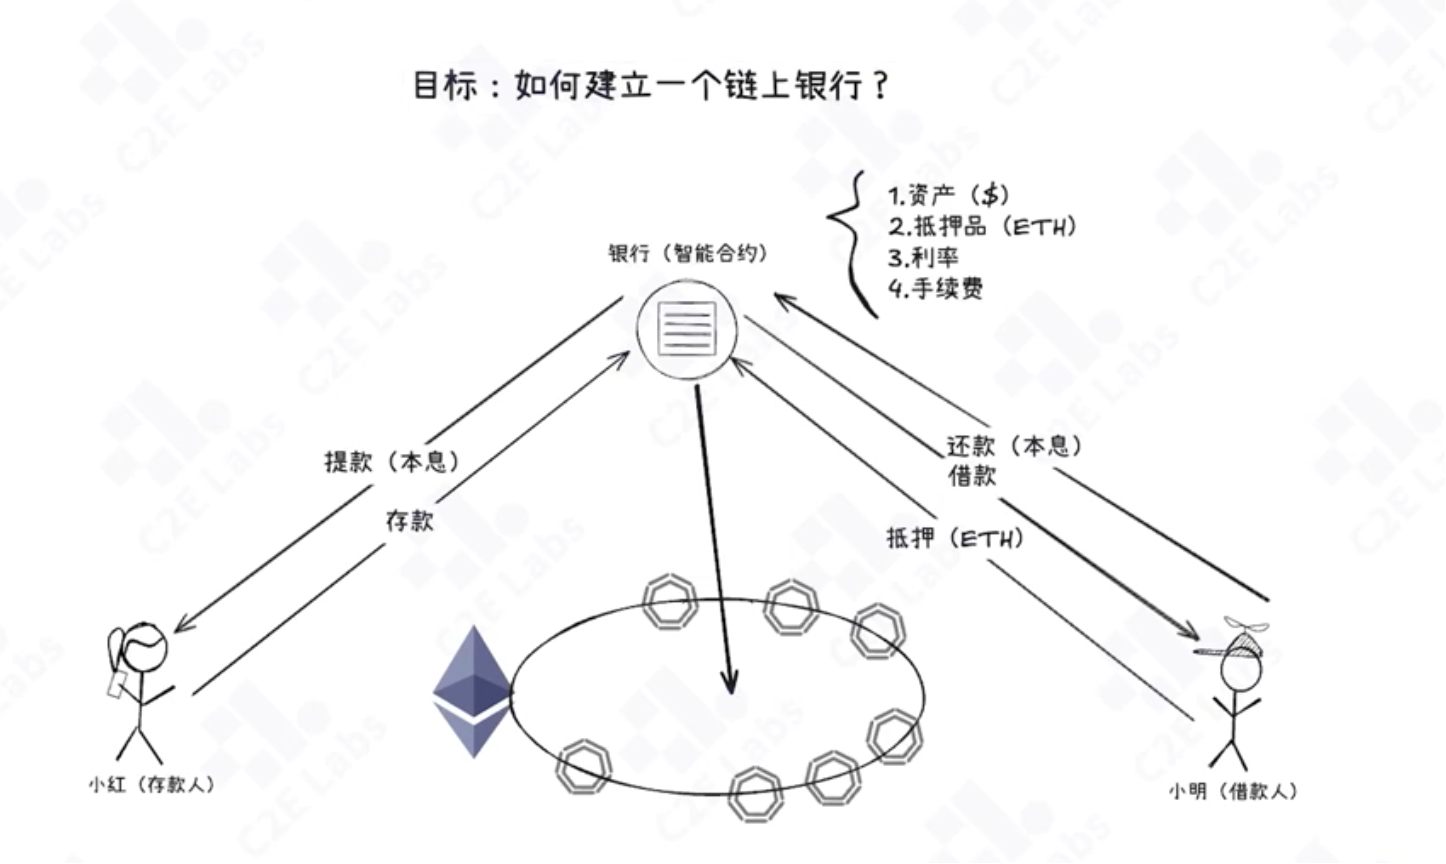 目标：如何建立一个链上银行？
1.资产（$）
2.抵押品（ETH）
3.利率
4.手续费
银行（智能合约）
提款（本息）
存款
还款（本息）
借款
抵押（ETH）
小红（存款人）
小明（借款人）
C2E Labs